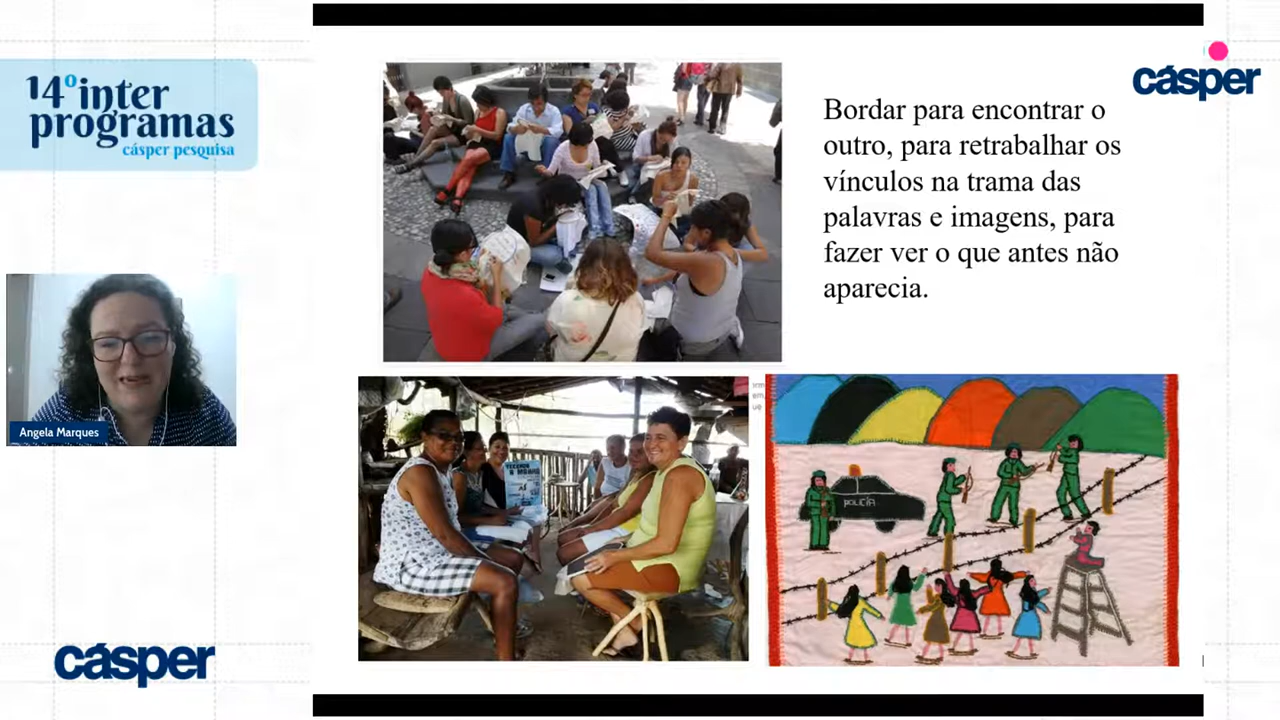 14º inter
programas
cásper pesquisa
cásper
Bordar para encontrar o
outro, para retrabalhar os
vínculos na trama das
palavras e imagens, para
fazer ver o que antes não
aparecia.
Angela Marques
POLICÍA
cásper